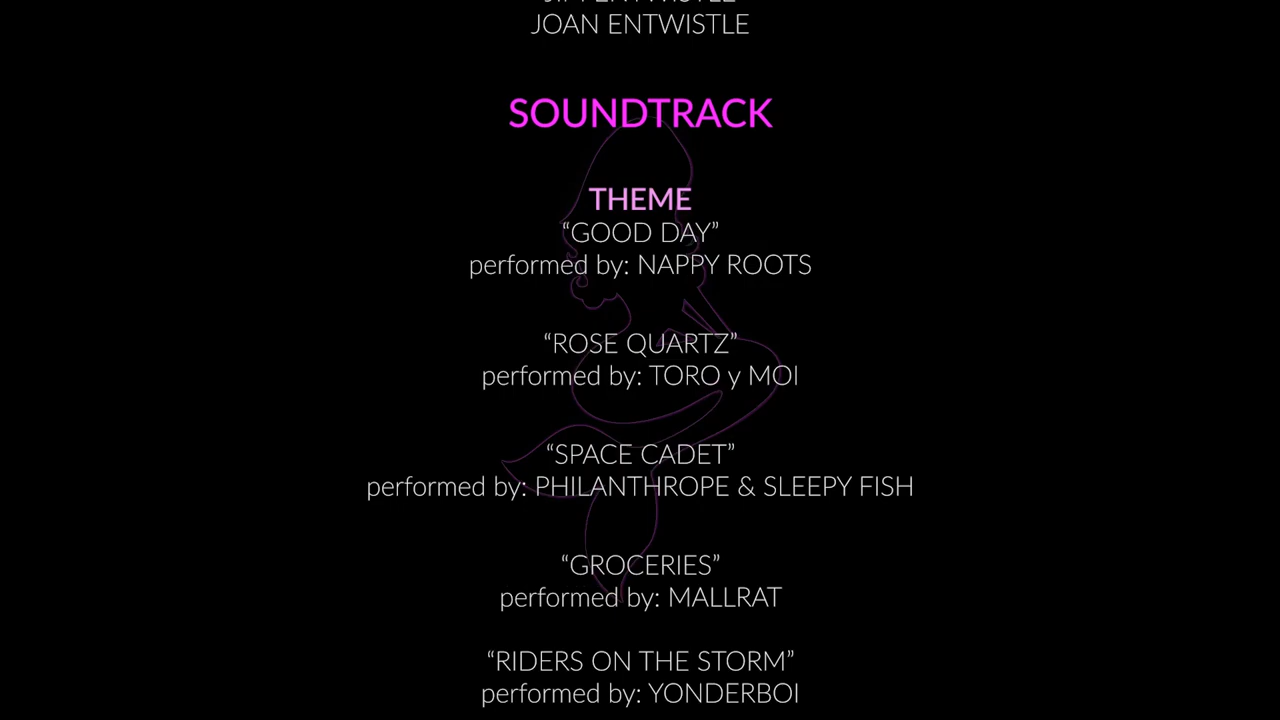 JOAN ENTWISTLE
SOUNDTRACK
THEME
“GOOD DAY”
performed by: NAPPY ROOTS
“ROSE QUARTZ”
performed by: TORO y MOI
“SPACE CADET”
performed by: PHILANTHROPE & SLEEPY FISH
“GROCERIES”
performed by: MALLRAT
“RIDERS ON THE STORM”
performed by: YONDERBOI